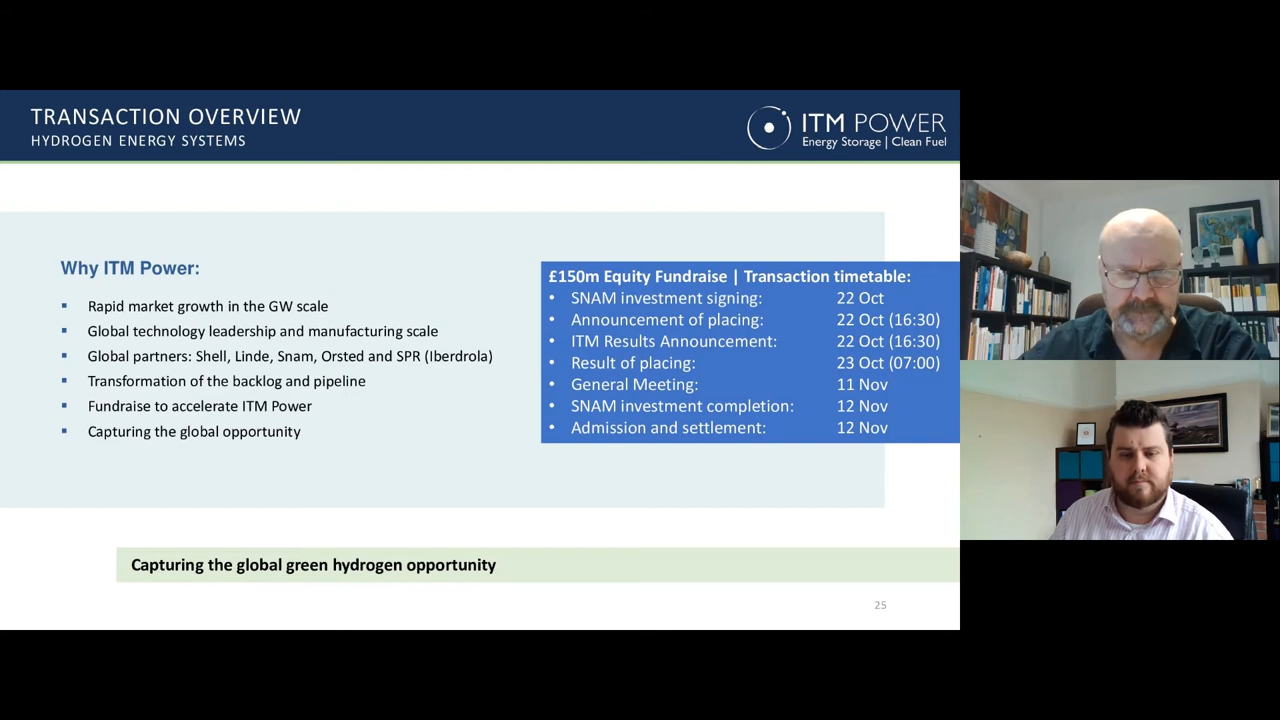 TRANSACTION OVERVIEW
HYDROGEN ENERGY SYSTEMS
ITM POWER
Energy Storage | Clean Fuel
Why ITM Power:
▪ Rapid market growth in the GW scale
▪ Global technology leadership and manufacturing scale
▪ Global partners: Shell, Linde, Snam, Orsted and SPR (Iberdrola)
▪ Transformation of the backlog and pipeline
▪ Fundraise to accelerate ITM Power
▪ Capturing the global opportunity
£150m Equity Fundraise | Transaction timetable:
• SNAM investment signing: 22 Oct
• Announcement of placing: 22 Oct (16:30)
• ITM Results Announcement: 22 Oct (16:30)
• Result of placing: 23 Oct (07:00)
• General Meeting: 11 Nov
• SNAM investment completion: 12 Nov
• Admission and settlement: 12 Nov
Capturing the global green hydrogen opportunity
25